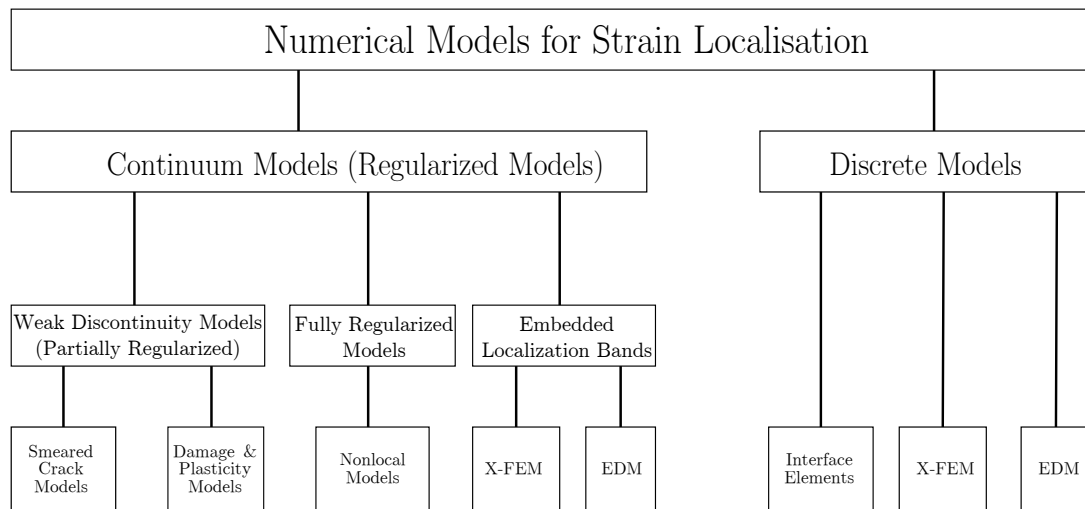 Numerical Models for Strain Localisation
Continuum Models (Regularized Models)
Discrete Models
Weak Discontinuity Models
(Partially Regularized)
Fully Regularized
Models
Embedded
Localization Bands
Smeared
Crack
Models
Damage &
Plasticity
Models
Nonlocal
Models
X-FEM
EDM
Interface
Elements
X-FEM
EDM